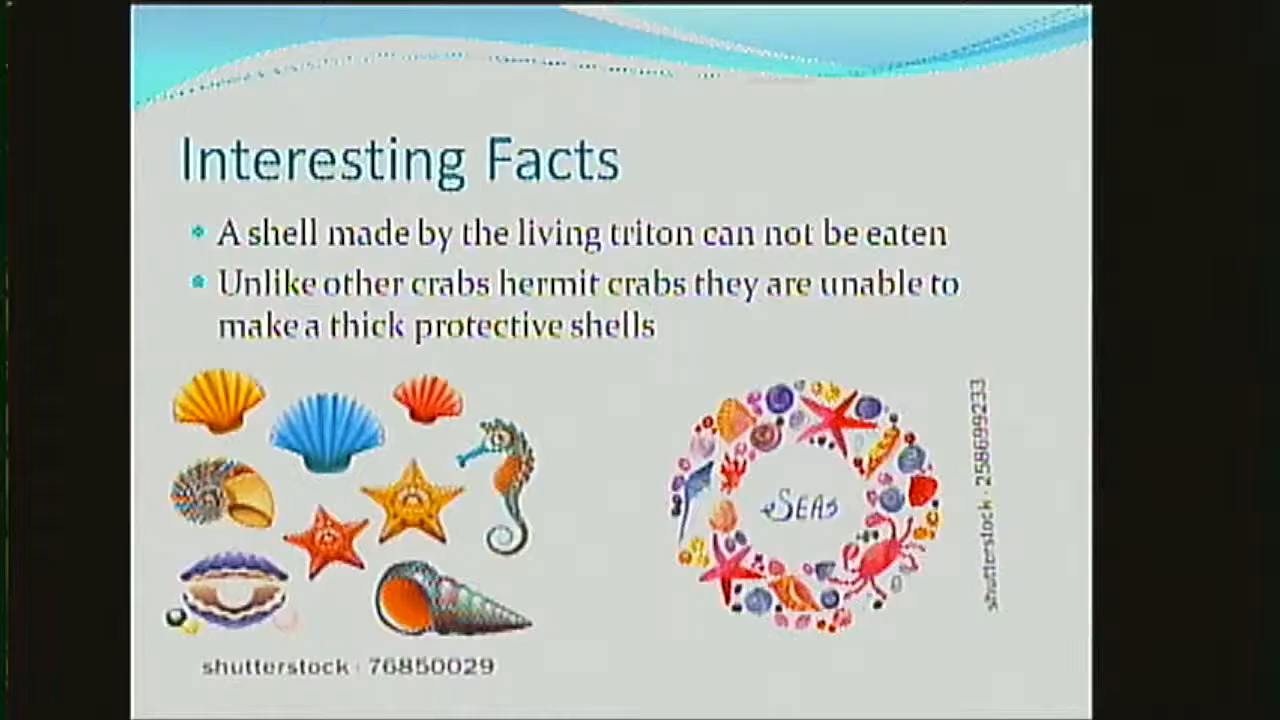 Interesting Facts
A shell made by the living triton can not be eaten
Unlike other crabs hermit crabs they are unable to
make a thick protective shells
SEAS
shutterstock · 258699233
shutterstock · 76850029